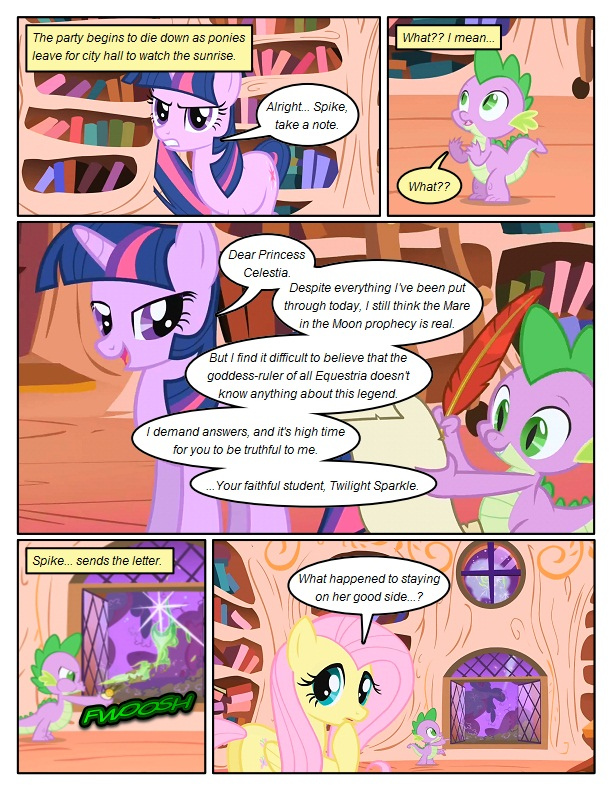 The party begins to die down as ponies
leave for city hall to watch the sunrise.
Alright... Spike,
take a note.
What?? I mean...
What??
Dear Princess
Celestia.
Despite everything I've been put
through today, I still think the Mare
in the Moon prophecy is real.
But I find it difficult to believe that the
goddess-ruler of all Equestria doesn't
know anything about this legend.
I demand answers, and it's high time
for you to be truthful to me.
...Your faithful student, Twilight Sparkle.
Spike... sends the letter.
FWOOSH
What happened to staying
on her good side...?